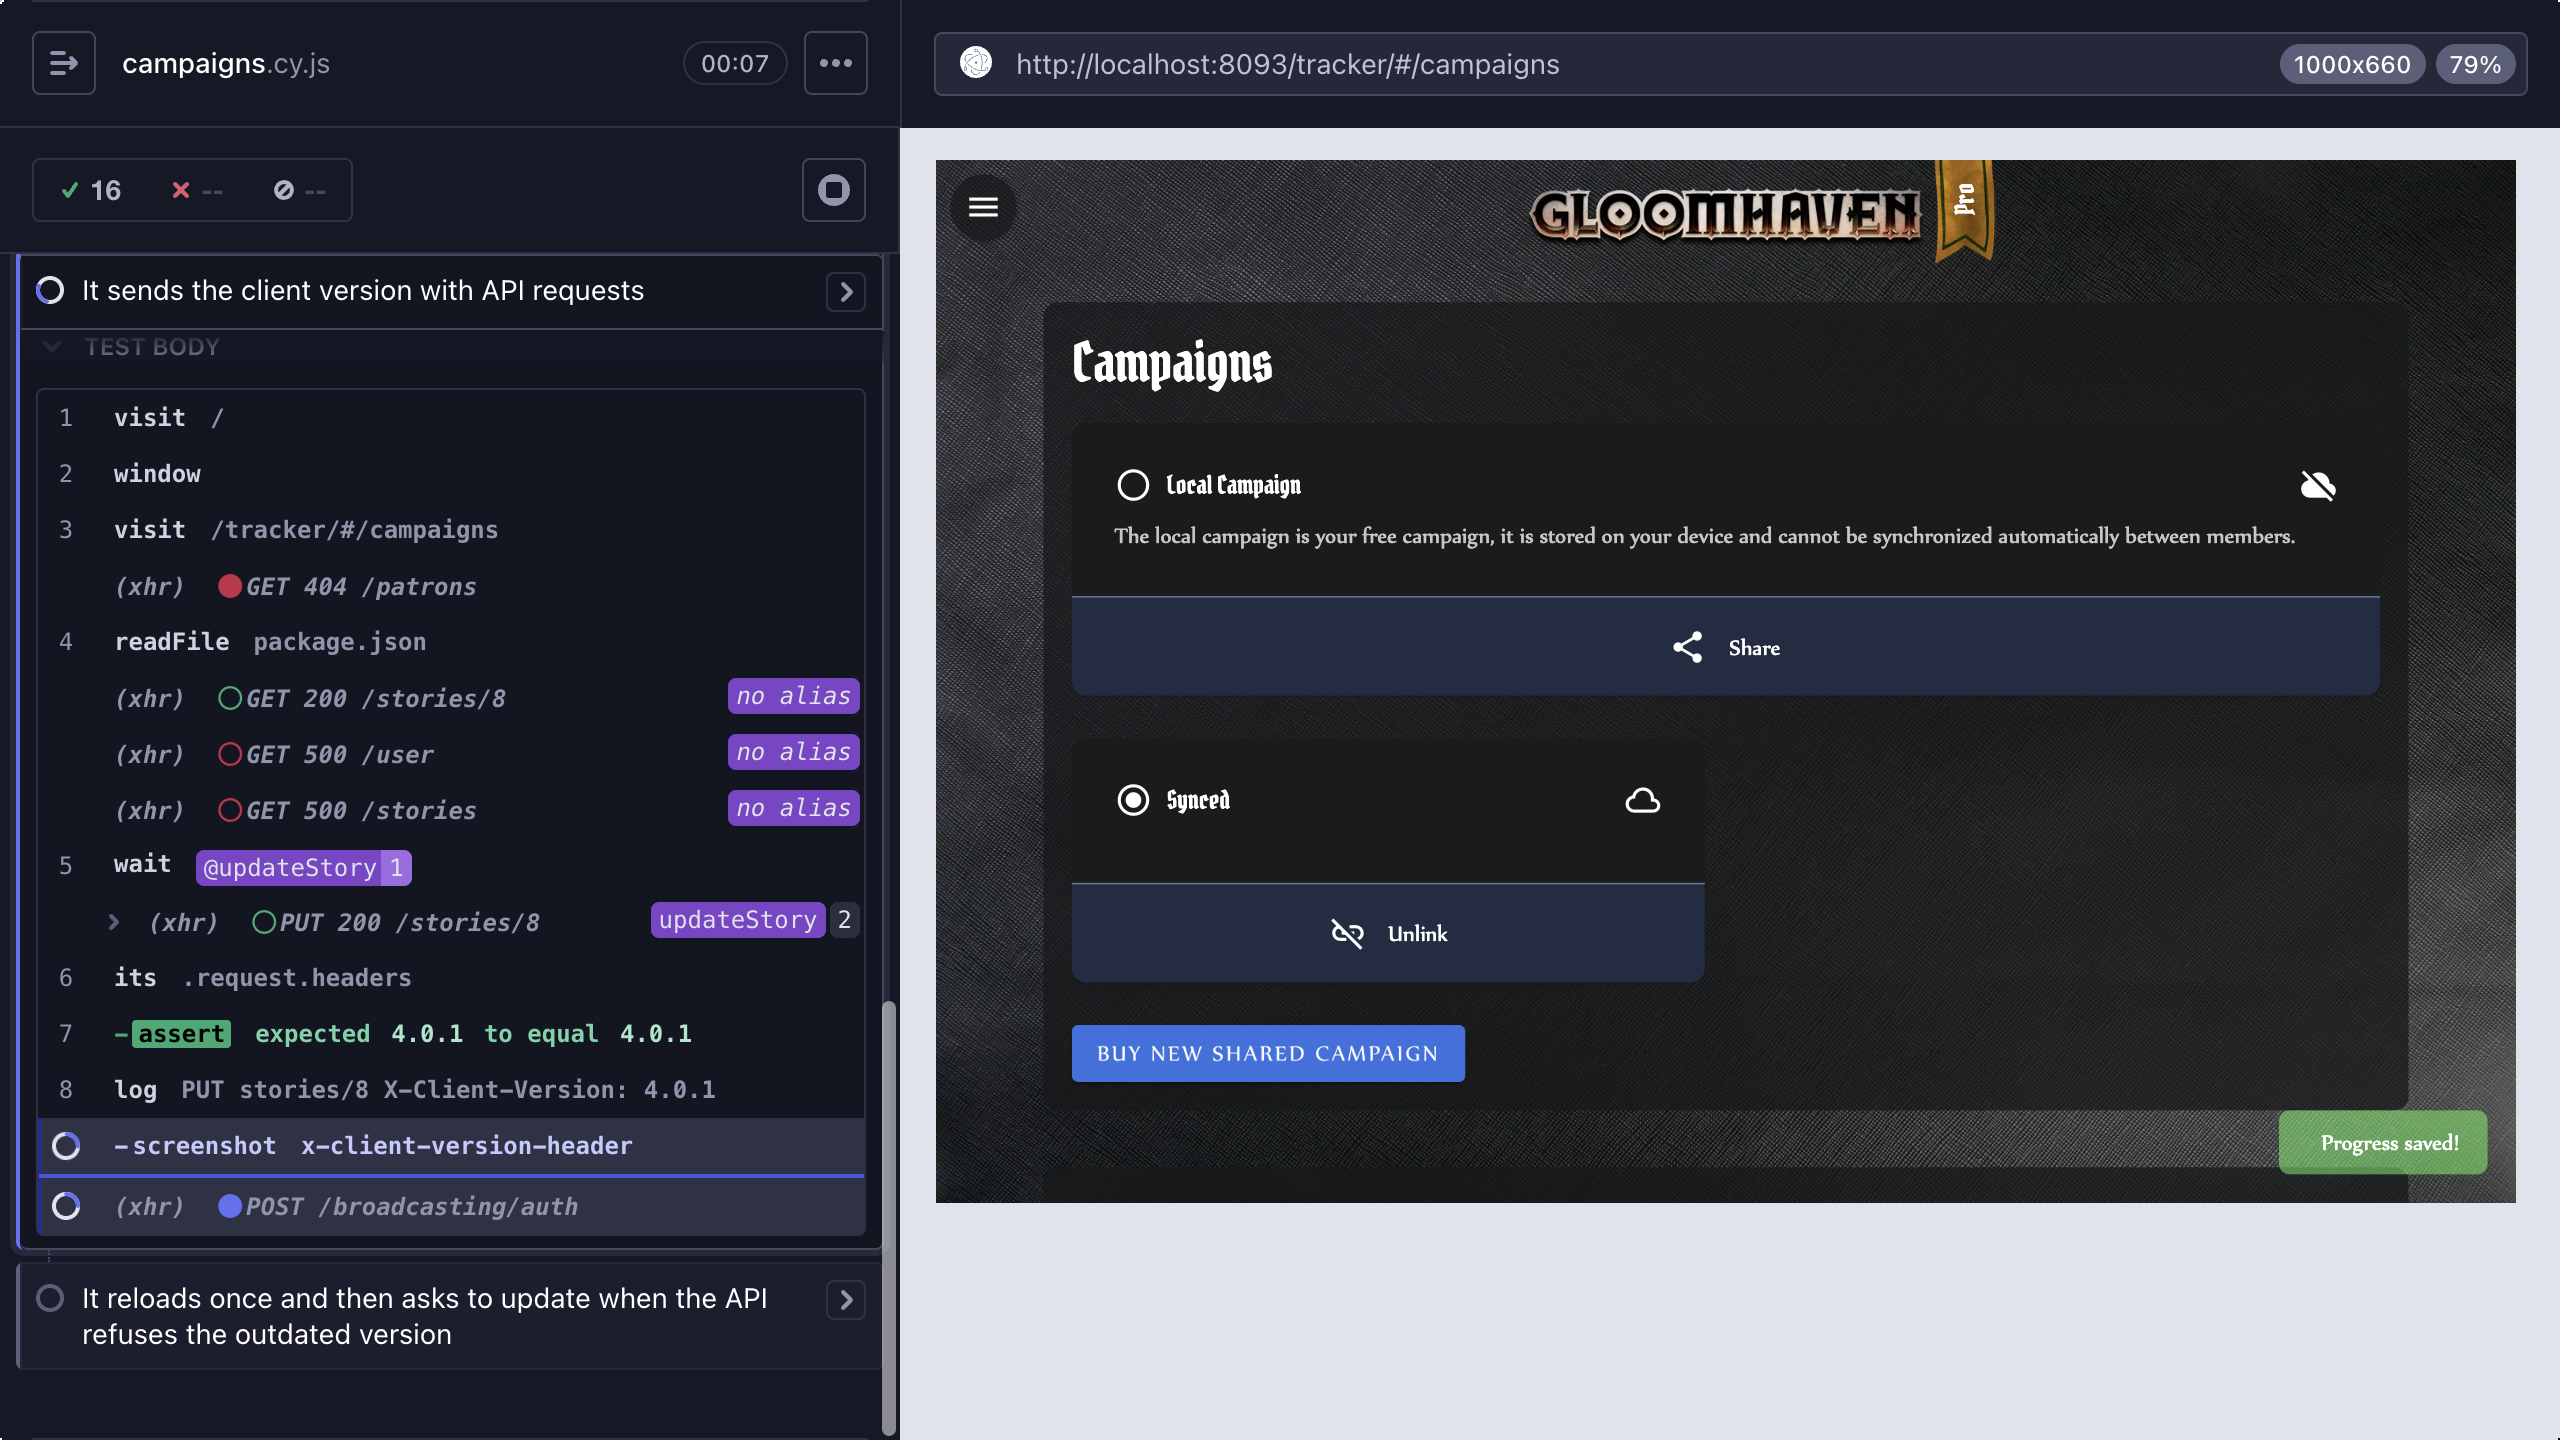 campaigns.cy.js
00:07
16
--
--
It sends the client version with API requests
TEST BODY
1 visit /
2 window
3 visit /tracker/#/campaigns
(xhr) GET 404 /patrons
4 readFile package.json
(xhr) GET 200 /stories/8 no alias
(xhr) GET 500 /user no alias
(xhr) GET 500 /stories no alias
5 wait @updateStory 1
(xhr) PUT 200 /stories/8 updateStory 2
6 its .request.headers
7 -assert expected 4.0.1 to equal 4.0.1
8 log PUT stories/8 X-Client-Version: 4.0.1
-screenshot x-client-version-header
(xhr) POST /broadcasting/auth
It reloads once and then asks to update when the API
refuses the outdated version
http://localhost:8093/tracker/#/campaigns
1000x660
79%
GLOOMHAVEN
Pro
Campaigns
Local Campaign
The local campaign is your free campaign, it is stored on your device and cannot be synchronized automatically between members.
Share
Synced
Unlink
BUY NEW SHARED CAMPAIGN
Progress saved!